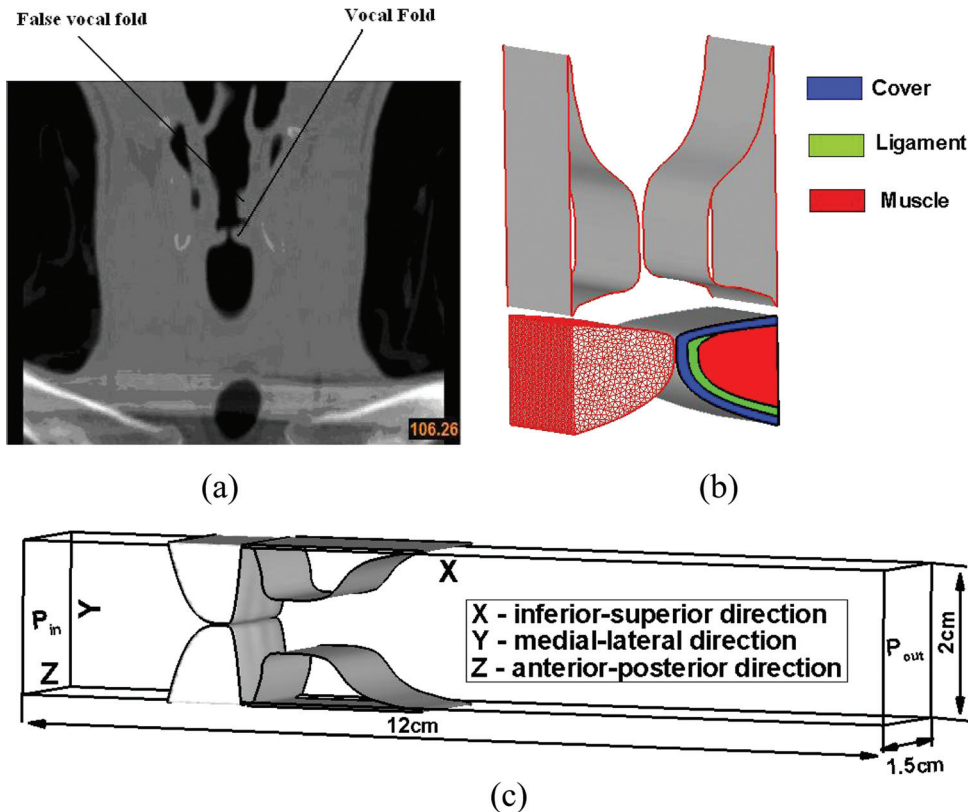 False vocal fold
Vocal Fold
106.26
Cover
Ligament
Muscle
(a)
(b)
X
Y
Z
P in
X - inferior-superior direction
Y - medial-lateral direction
Z - anterior-posterior direction
P out
2cm
12cm
1.5cm
(c)